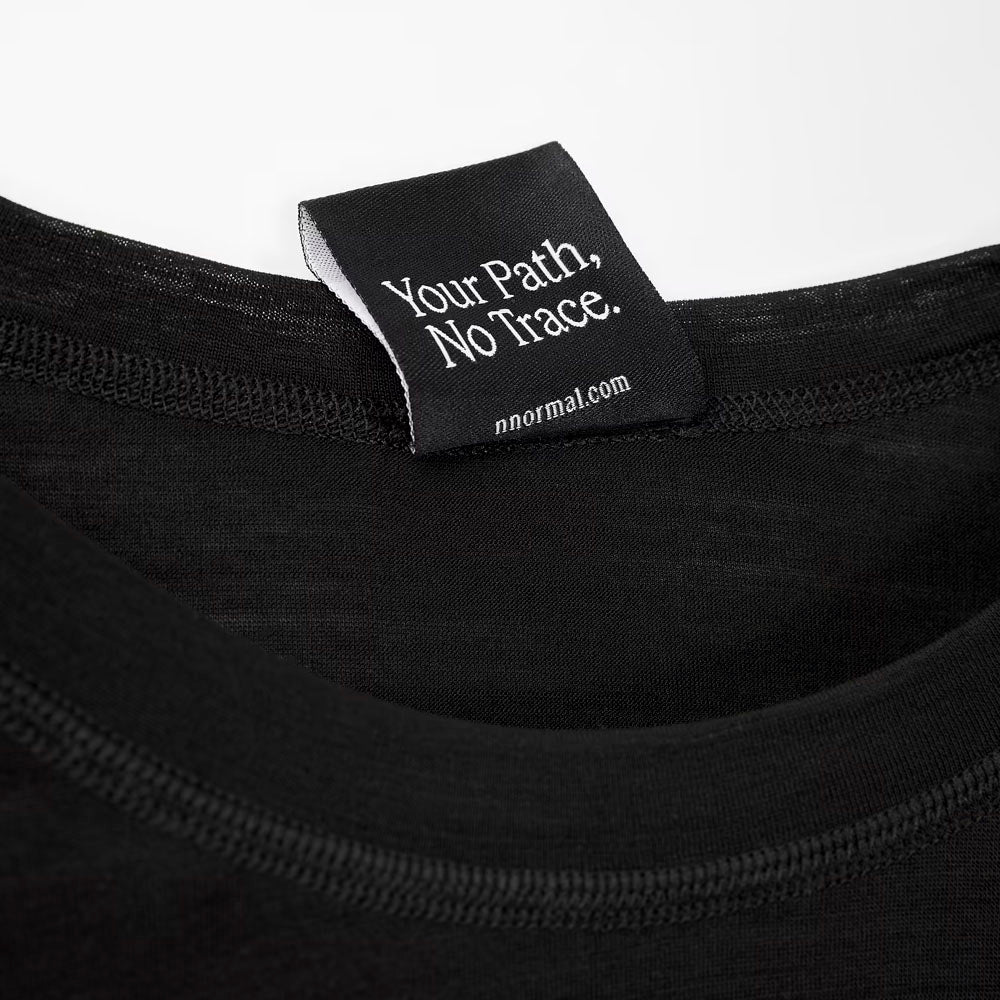 Your Path,
No Trace.
nnormal.com